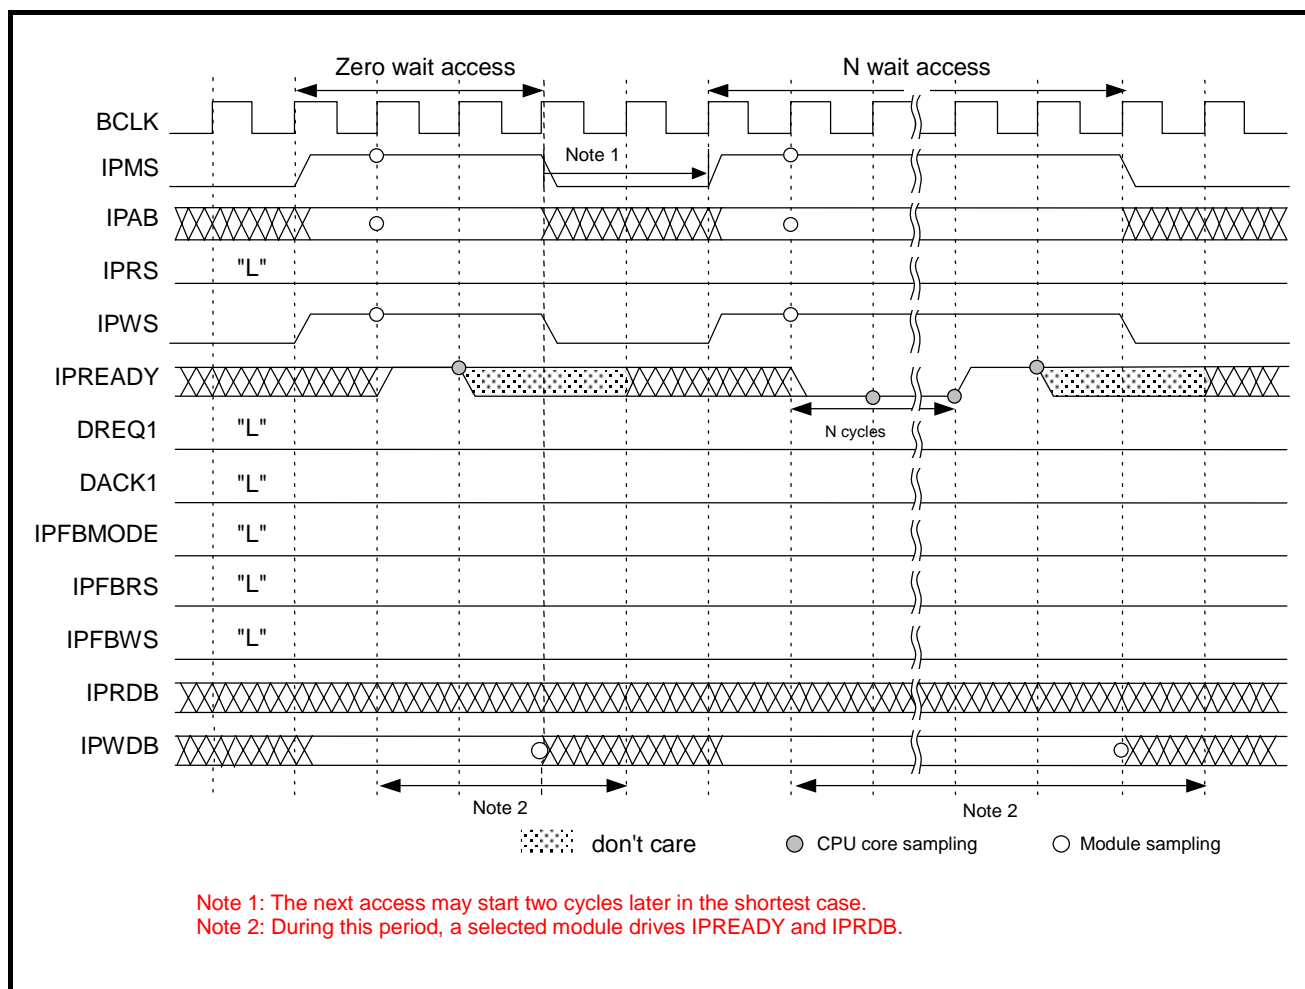 Zero wait access
N wait access
BCLK
IPMS
Note 1
IPAB
IPRS
"L"
IPWS
IPREADY
N cycles
DREQ1
"L"
DACK1
"L"
IPFBMODE
"L"
IPFBRS
"L"
IPFBWS
"L"
IPRDB
IPWDB
Note 2
Note 2
don't care
CPU core sampling
Module sampling
Note 1: The next access may start two cycles later in the shortest case.
Note 2: During this period, a selected module drives IPREADY and IPRDB.